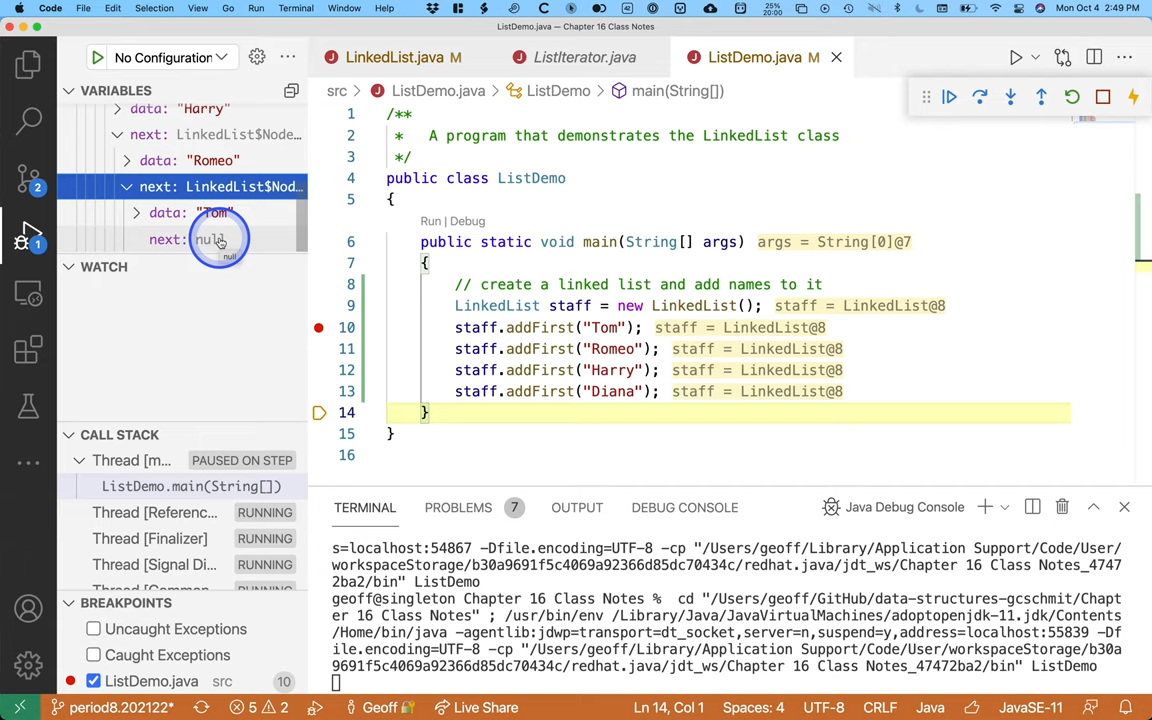 Code File Edit Selection View Go Run Terminal Window Help 25% 20:00 Mon Oct 4 2:49 PM
ListDemo.java — Chapter 16 Class Notes
No Configuration
LinkedList.java M
ListIterator.java
ListDemo.java M
VARIABLES
src > ListDemo.java > ListDemo > main(String[])
data: "Harry"
next: LinkedList$Node…
data: "Romeo"
next: LinkedList$Nod…
data: "Tom"
next: null
null
WATCH
1 /**
2 * A program that demonstrates the LinkedList class
3 */
4 public class ListDemo
5 {
Run | Debug
6 public static void main(String[] args) args = String[0]@7
7 {
8 // create a linked list and add names to it
9 LinkedList staff = new LinkedList(); staff = LinkedList@8
10 staff.addFirst("Tom"); staff = LinkedList@8
11 staff.addFirst("Romeo"); staff = LinkedList@8
12 staff.addFirst("Harry"); staff = LinkedList@8
13 staff.addFirst("Diana"); staff = LinkedList@8
14 }
15 }
16
CALL STACK
Thread [m… PAUSED ON STEP
ListDemo.main(String[])
Thread [Referenc… RUNNING
Thread [Finalizer] RUNNING
Thread [Signal Di… RUNNING
Thread [Common… RUNNING
BREAKPOINTS
Uncaught Exceptions
Caught Exceptions
ListDemo.java src 10
2
1
TERMINAL PROBLEMS 7 OUTPUT DEBUG CONSOLE Java Debug Console
s=localhost:54867 -Dfile.encoding=UTF-8 -cp "/Users/geoff/Library/Application Support/Code/User/
workspaceStorage/b30a9691f5c4069a92366d85dc70434c/redhat.java/jdt_ws/Chapter 16 Class Notes_4747
2ba2/bin" ListDemo
geoff@singleton Chapter 16 Class Notes % cd "/Users/geoff/GitHub/data-structures-gcschmit/Chapt
er 16 Class Notes" ; /usr/bin/env /Library/Java/JavaVirtualMachines/adoptopenjdk-11.jdk/Contents
/Home/bin/java -agentlib:jdwp=transport=dt_socket,server=n,suspend=y,address=localhost:55839 -Df
ile.encoding=UTF-8 -cp "/Users/geoff/Library/Application Support/Code/User/workspaceStorage/b30a
9691f5c4069a92366d85dc70434c/redhat.java/jdt_ws/Chapter 16 Class Notes_47472ba2/bin" ListDemo
period8.202122* 5 2 Geoff Live Share Ln 14, Col 1 Spaces: 4 UTF-8 CRLF Java JavaSE-11